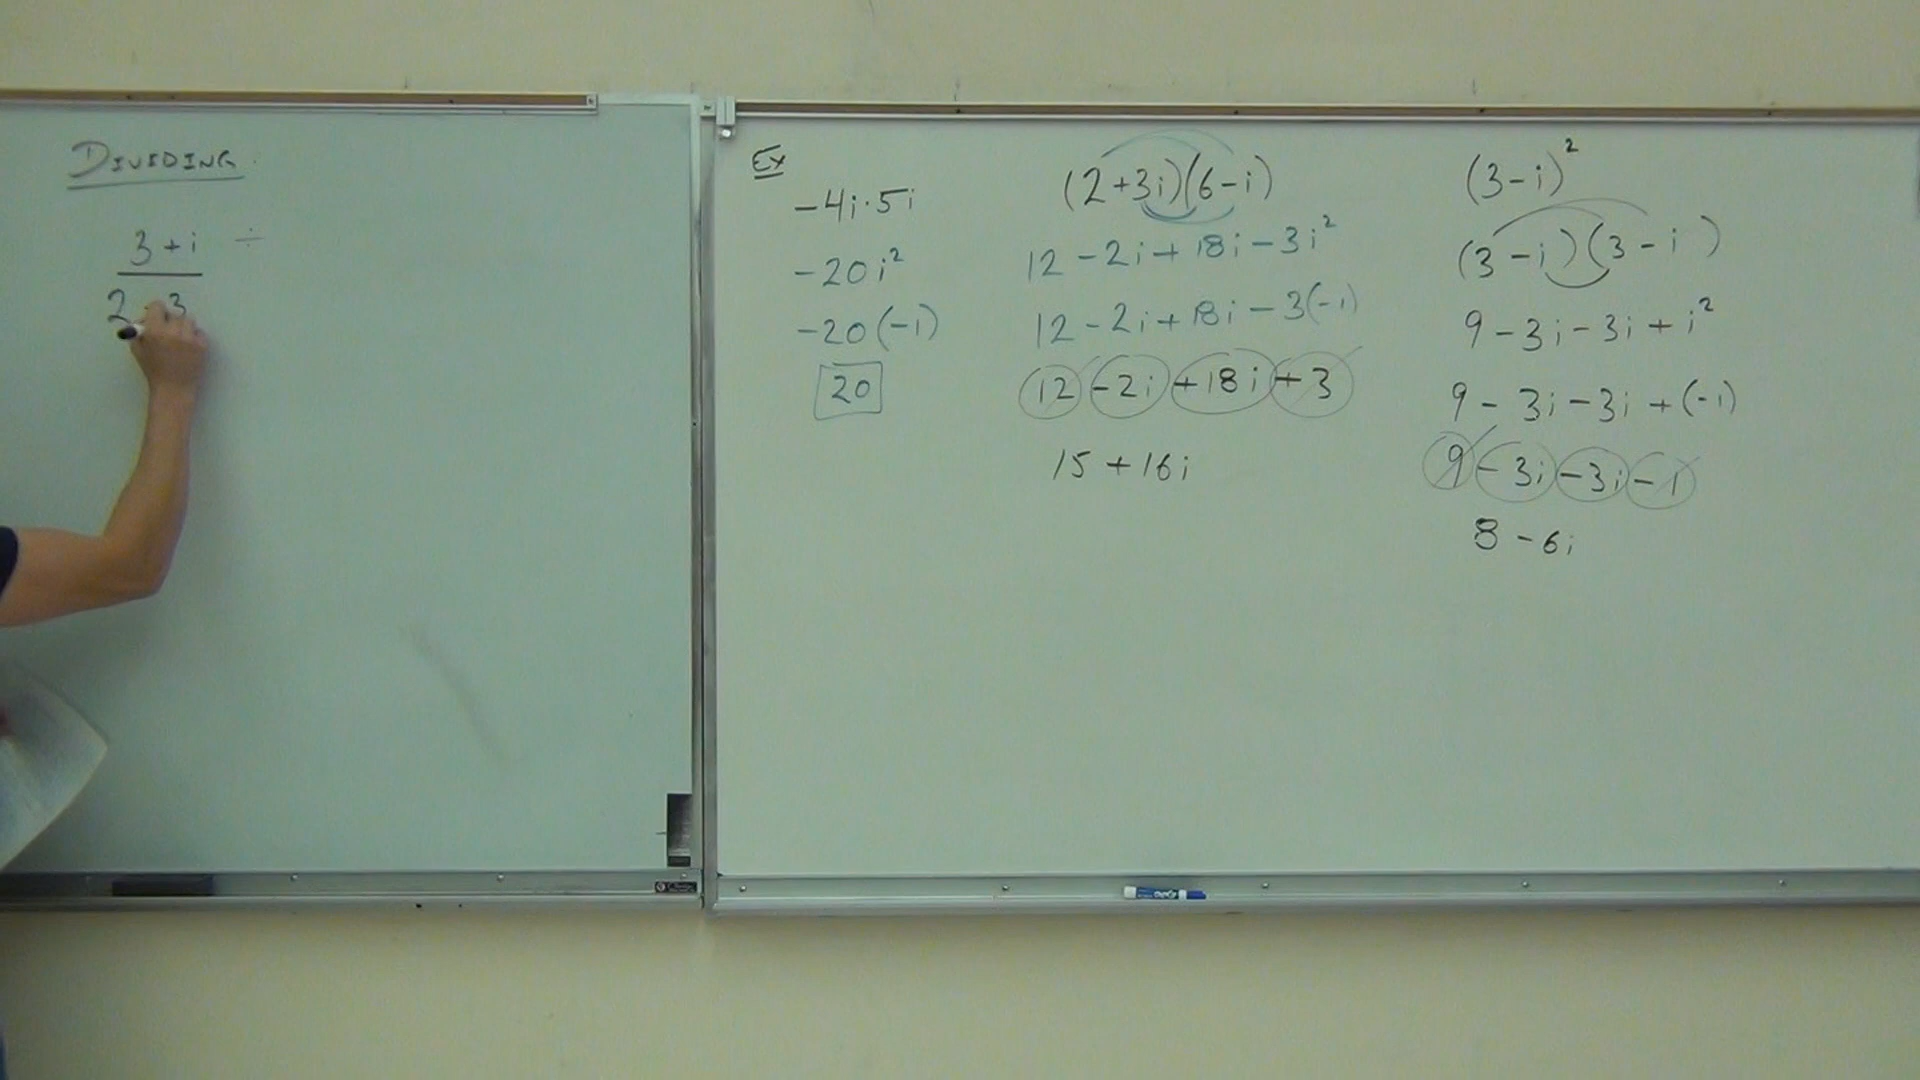 DIVIDING
3 + i ÷
2 - 3
Ex
-4i·5i
-20i²
-20(-1)
20
(2+3i)(6-i)
12 - 2i + 18i - 3i²
12 - 2i + 18i - 3(-1)
12 - 2i + 18i + 3
15 + 16i
(3-i)²
(3-i)(3-i)
9 - 3i - 3i + i²
9 - 3i - 3i + (-1)
9 - 3i - 3i - 1
8 - 6i
EXPO